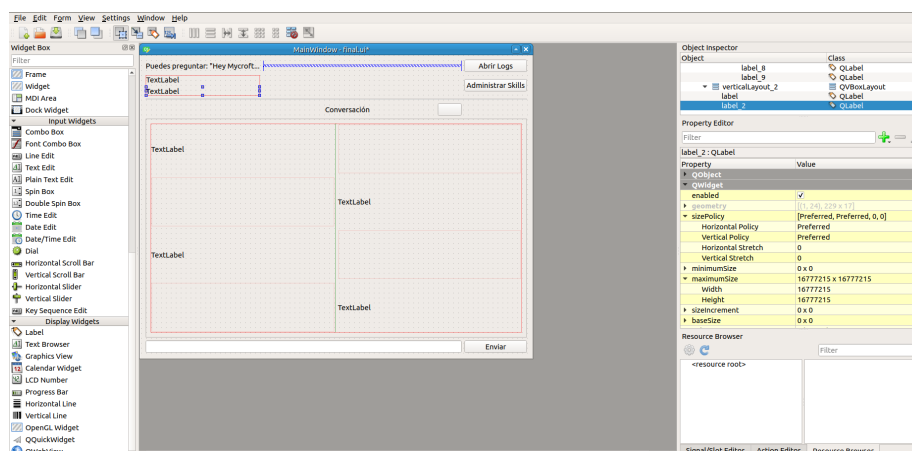 File Edit Form View Settings Window Help
Widget Box
Filter
Frame
Widget
MDI Area
Dock Widget
Input Widgets
Combo Box
Font Combo Box
Line Edit
Text Edit
Plain Text Edit
Spin Box
Double Spin Box
Time Edit
Date Edit
Date/Time Edit
Dial
Horizontal Scroll Bar
Vertical Scroll Bar
Horizontal Slider
Vertical Slider
Key Sequence Edit
Display Widgets
Label
Text Browser
Graphics View
Calendar Widget
LCD Number
Progress Bar
Horizontal Line
Vertical Line
OpenGL Widget
QQuickWidget
QWebView
MainWindow - final.ui*
Puedes preguntar: "Hey Mycroft...
Abrir Logs
TextLabel
TextLabel
Administrar Skills
Conversación
TextLabel
TextLabel
TextLabel
TextLabel
Enviar
Object Inspector
Object Class
label_8 QLabel
label_9 QLabel
verticalLayout_2 QVBoxLayout
label QLabel
label_2 QLabel
Property Editor
Filter
label_2 : QLabel
Property Value
QObject
QWidget
enabled
geometry [(1, 24), 229 x 17]
sizePolicy [Preferred, Preferred, 0, 0]
Horizontal Policy Preferred
Vertical Policy Preferred
Horizontal Stretch 0
Vertical Stretch 0
minimumSize 0 x 0
maximumSize 16777215 x 16777215
Width 16777215
Height 16777215
sizeIncrement 0 x 0
baseSize 0 x 0
Resource Browser
Filter
<resource root>
Signal/Slot Editor Action Editor Resource Browser